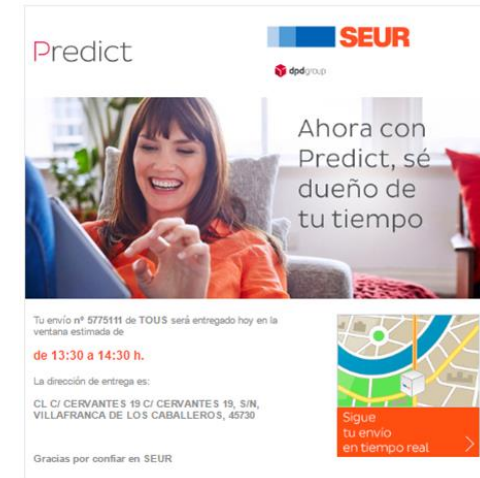 Predict
SEUR
dpdgroup
Ahora con
Predict, sé
dueño de
tu tiempo
Tu envío nº 5775111 de TOUS será entregado hoy en la
ventana estimada de
de 13:30 a 14:30 h.
La dirección de entrega es:
CL C/ CERVANTES 19 C/ CERVANTES 19, S/N,
VILLAFRANCA DE LOS CABALLEROS, 45730
Sigue
tu envío
en tiempo real
Gracias por confiar en SEUR